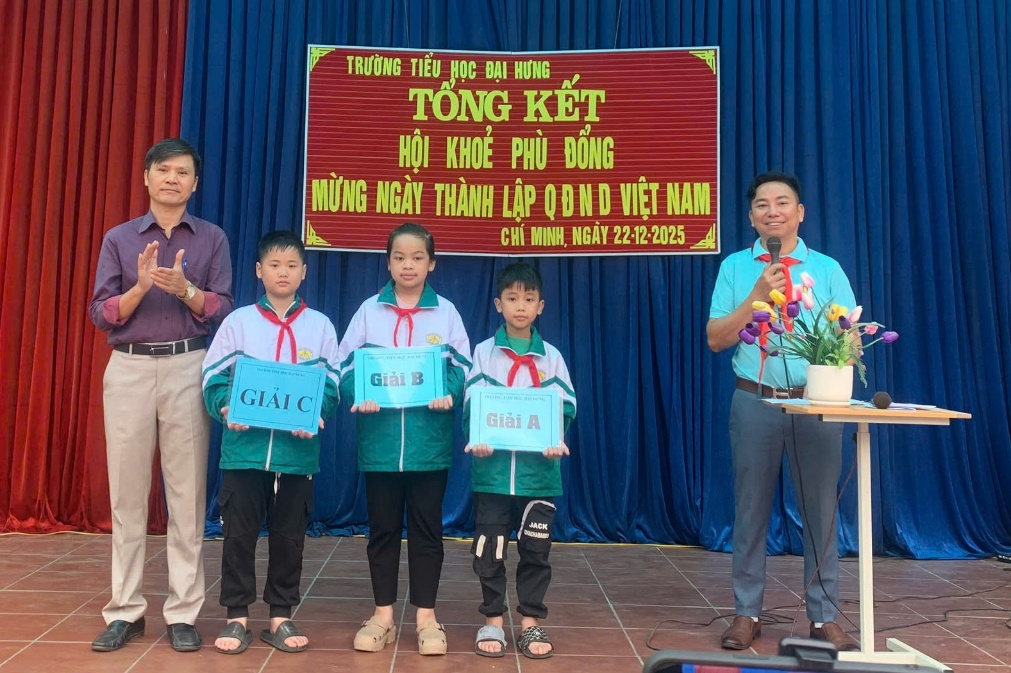 TRƯỜNG TIỂU HỌC ĐẠI HƯNG
TỔNG KẾT
HỘI KHOẺ PHÙ ĐỔNG
MỪNG NGÀY THÀNH LẬP QĐND VIỆT NAM
CHÍ MINH, NGÀY 22-12-2025
GIẢI C
Giải B
Giải A
JACK